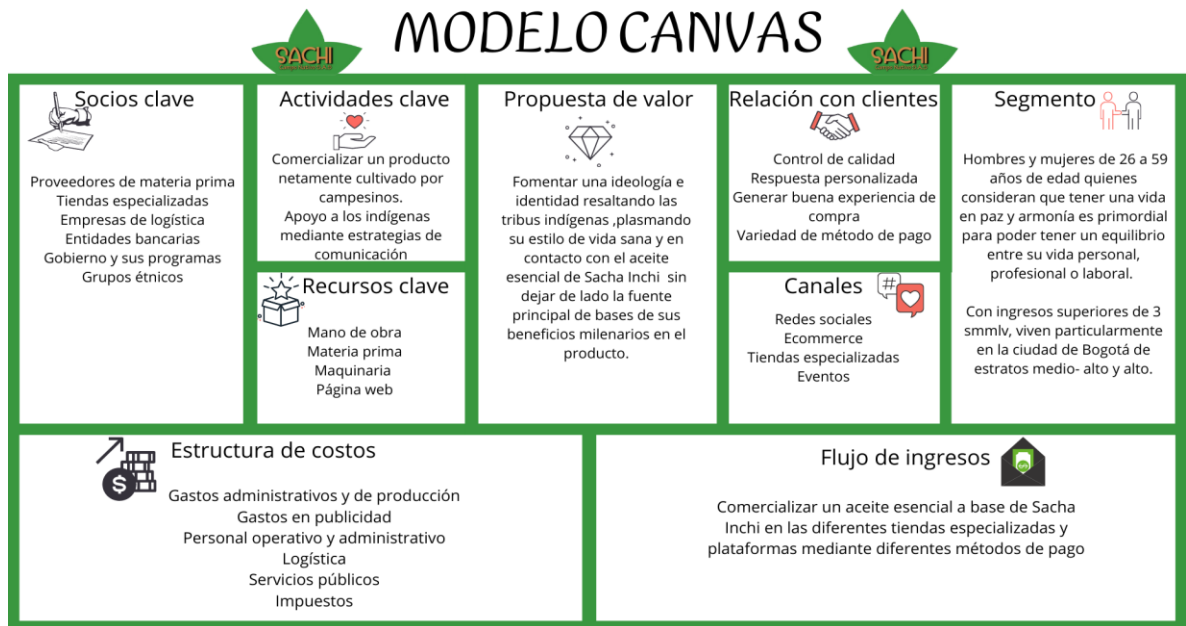 MODELO CANVAS
SACHI
SACHI
Socios clave
Proveedores de materia prima
Tiendas especializadas
Empresas de logística
Entidades bancarias
Gobierno y sus programas
Grupos étnicos
Actividades clave
Comercializar un producto
netamente cultivado por
campesinos.
Apoyo a los indígenas
mediante estrategias de
comunicación
Recursos clave
Mano de obra
Materia prima
Maquinaria
Página web
Propuesta de valor
Fomentar una ideología e
identidad resaltando las
tribus indígenas ,plasmando
su estilo de vida sana y en
contacto con el aceite
esencial de Sacha Inchi sin
dejar de lado la fuente
principal de bases de sus
beneficios milenarios en el
producto.
Relación con clientes
Control de calidad
Respuesta personalizada
Generar buena experiencia de
compra
Variedad de método de pago
Canales
#
Redes sociales
Ecommerce
Tiendas especializadas
Eventos
Segmento
Hombres y mujeres de 26 a 59
años de edad quienes
consideran que tener una vida
en paz y armonía es primordial
para poder tener un equilibrio
entre su vida personal,
profesional o laboral.
Con ingresos superiores de 3
smmlv, viven particularmente
en la ciudad de Bogotá de
estratos medio- alto y alto.
Estructura de costos
$
Gastos administrativos y de producción
Gastos en publicidad
Personal operativo y administrativo
Logística
Servicios públicos
Impuestos
Flujo de ingresos
Comercializar un aceite esencial a base de Sacha
Inchi en las diferentes tiendas especializadas y
plataformas mediante diferentes métodos de pago